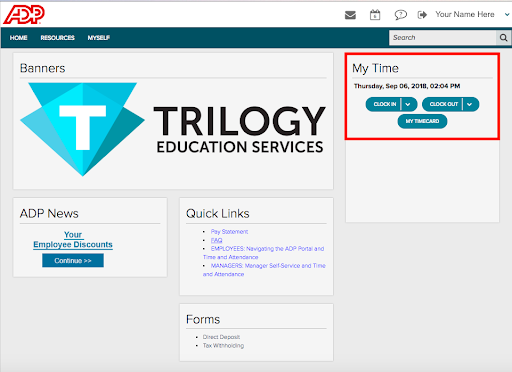 ADP
Your Name Here
HOME RESOURCES MYSELF
Search
Banners
T
TRILOGY
EDUCATION SERVICES
My Time
Thursday, Sep 06, 2018, 02:04 PM
CLOCK IN
CLOCK OUT
MY TIMECARD
ADP News
Your
Employee Discounts
Continue >>
Quick Links
Pay Statement
FAQ
EMPLOYEES: Navigating the ADP Portal and
Time and Attendance
MANAGERS: Manager Self-Service and Time
and Attendance
Forms
Direct Deposit
Tax Withholding